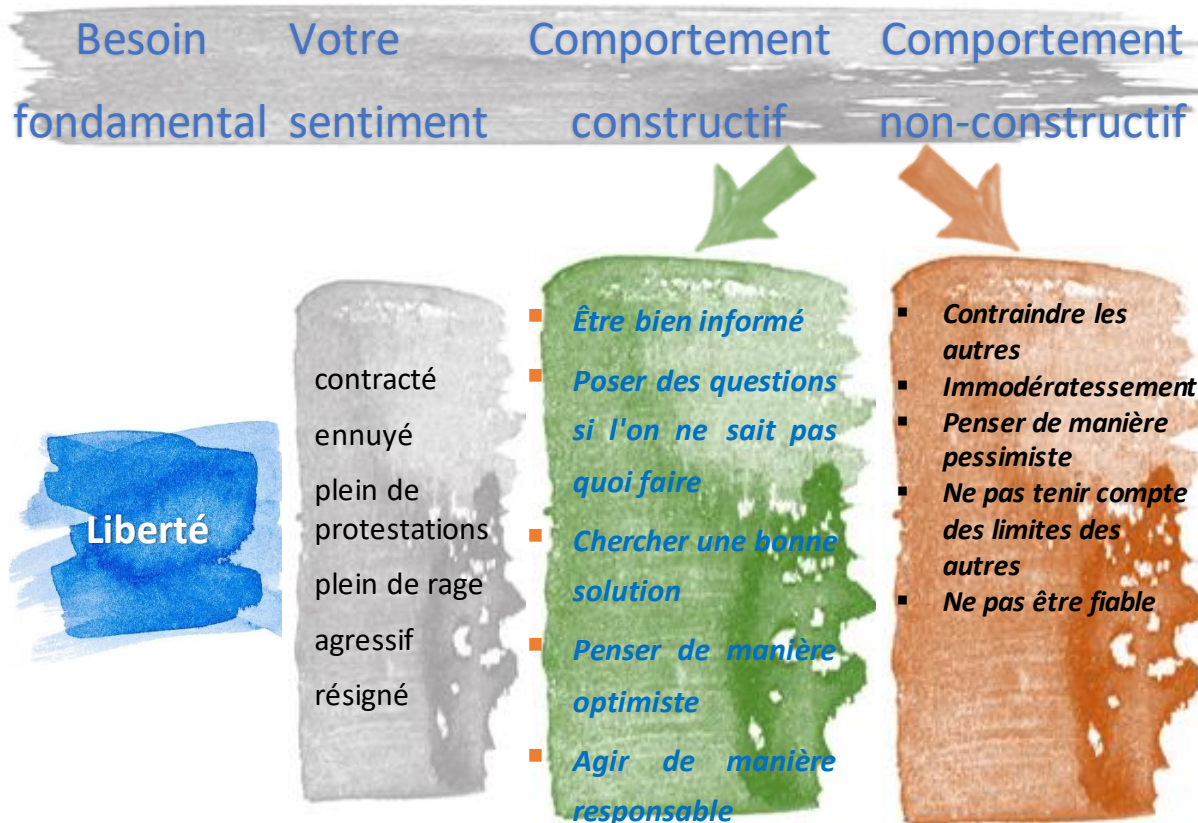 Besoin fondamental
Votre sentiment
Comportement constructif
Comportement non-constructif
Liberté
contracté
ennuyé
plein de
protestations
plein de rage
agressif
résigné
▪ Être bien informé
▪ Poser des questions
si l'on ne sait pas
quoi faire
▪ Chercher une bonne
solution
▪ Penser de manière
optimiste
▪ Agir de manière
responsable
▪ Contraindre les
autres
▪ Immodératessement
▪ Penser de manière
pessimiste
▪ Ne pas tenir compte
des limites des
autres
▪ Ne pas être fiable